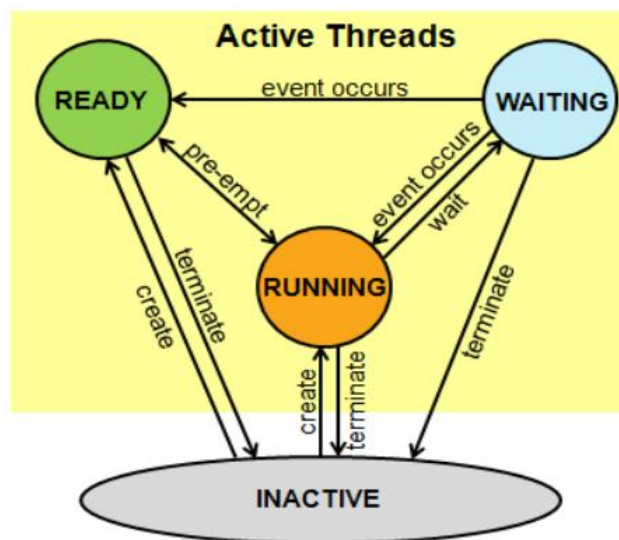 Active Threads
READY
event occurs
WAITING
pre-empt
event occurs
wait
RUNNING
terminate
create
terminate
create
terminate
INACTIVE